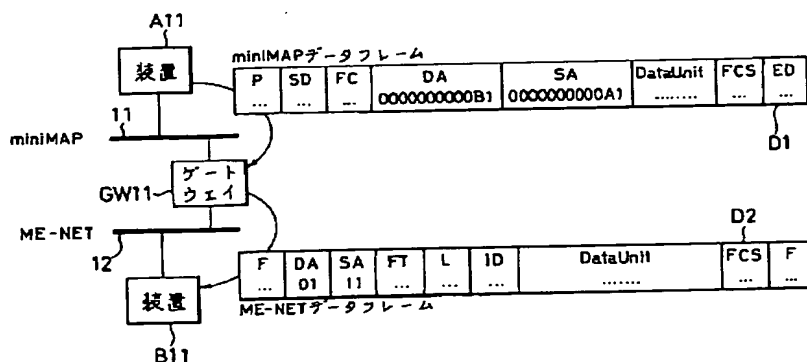 A11
装置
miniMAPデータフレーム
P SD FC DA SA DataUnit FCS ED
... ... ... 0000000000B1 0000000000A1 ........ ... ...
11
miniMAP
D1
ゲートウェイ
GW11
ME-NET
12
D2
F DA SA FT L ID DataUnit FCS F
... 01 11 ... ... ... ....... ... ...
装置
ME-NETデータフレーム
B11